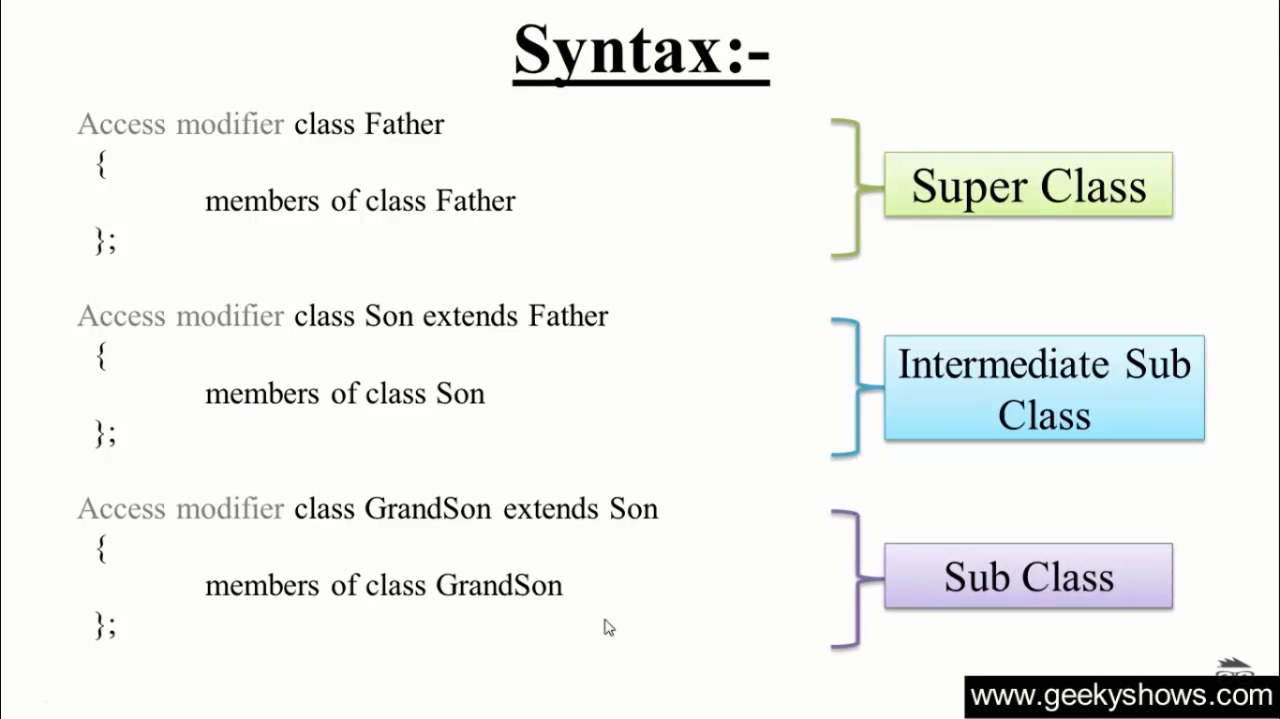 Syntax:-
Access modifier class Father
{
members of class Father
};
Super Class
Access modifier class Son extends Father
{
members of class Son
};
Intermediate Sub
Class
Access modifier class GrandSon extends Son
{
members of class GrandSon
};
Sub Class
www.geekyshows.com